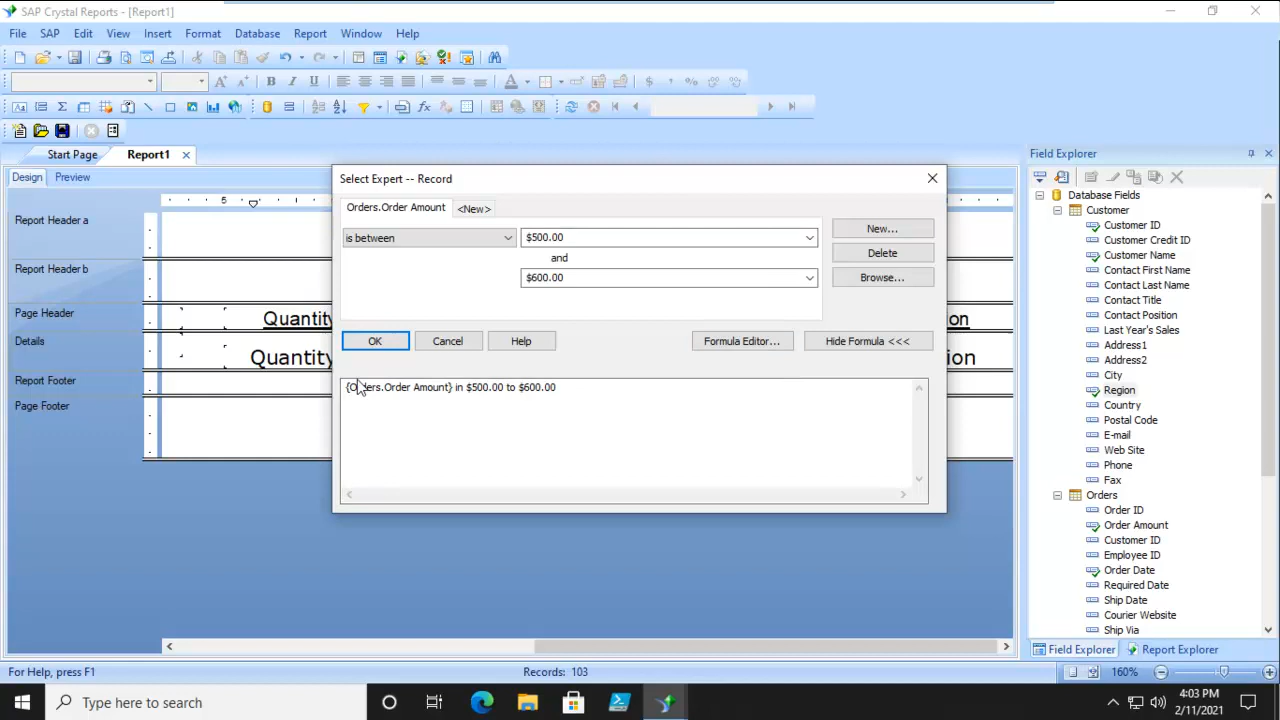 SAP Crystal Reports - [Report1]
File SAP Edit View Insert Format Database Report Window Help
Start Page Report1
Design Preview
5
Report Header a
Report Header b
Page Header
Details
Report Footer
Page Footer
Quantity
Quantity
Select Expert -- Record
Orders.Order Amount <New>
is between $500.00
and
$600.00
New...
Delete
Browse...
OK Cancel Help Formula Editor... Hide Formula <<<
{Orders.Order Amount} in $500.00 to $600.00
on
ion
Field Explorer
Database Fields
Customer
Customer ID
Customer Credit ID
Customer Name
Contact First Name
Contact Last Name
Contact Title
Contact Position
Last Year's Sales
Address1
Address2
City
Region
Country
Postal Code
E-mail
Web Site
Phone
Fax
Orders
Order ID
Order Amount
Customer ID
Employee ID
Order Date
Required Date
Ship Date
Courier Website
Ship Via
Field Explorer Report Explorer
For Help, press F1 Records: 103 160%
Type here to search
4:03 PM
2/11/2021